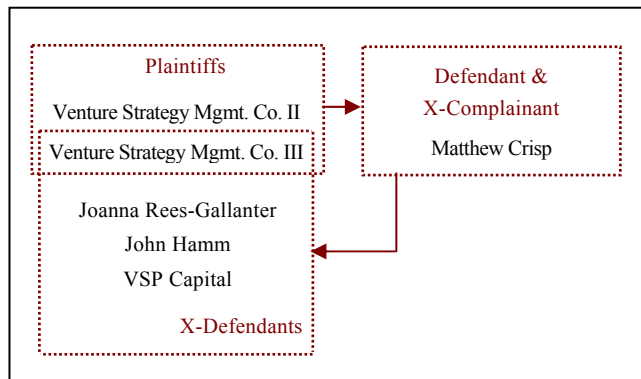 Plaintiffs
Venture Strategy Mgmt. Co. II
Venture Strategy Mgmt. Co. III
Joanna Rees-Gallanter
John Hamm
VSP Capital
X-Defendants
Defendant &
X-Complainant
Matthew Crisp